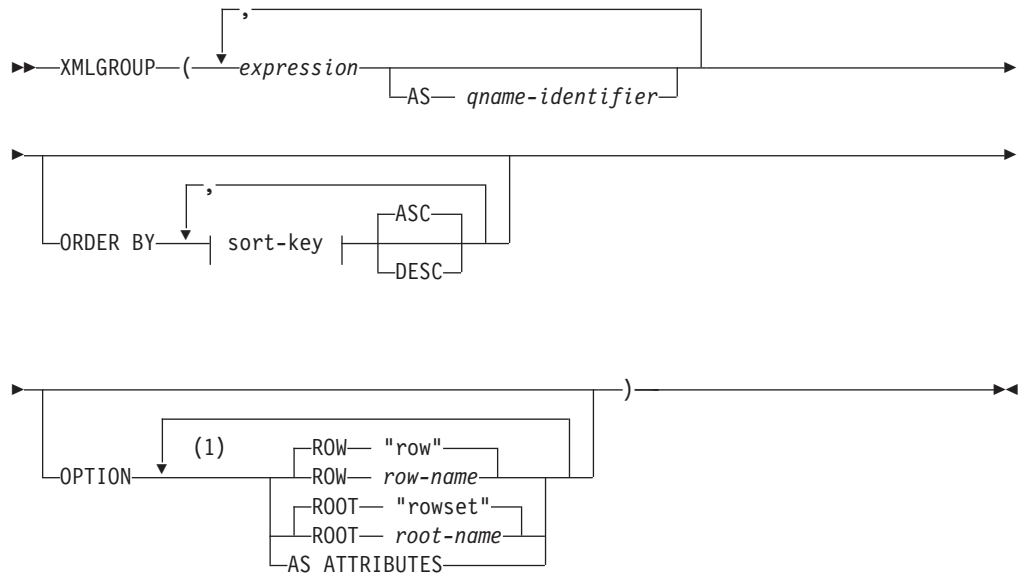 ,
XMLGROUP ( expression
AS qname-identifier
,
ASC
ORDER BY sort-key
DESC
)
(1) ROW "row"
OPTION ROW row-name
ROOT "rowset"
ROOT root-name
AS ATTRIBUTES